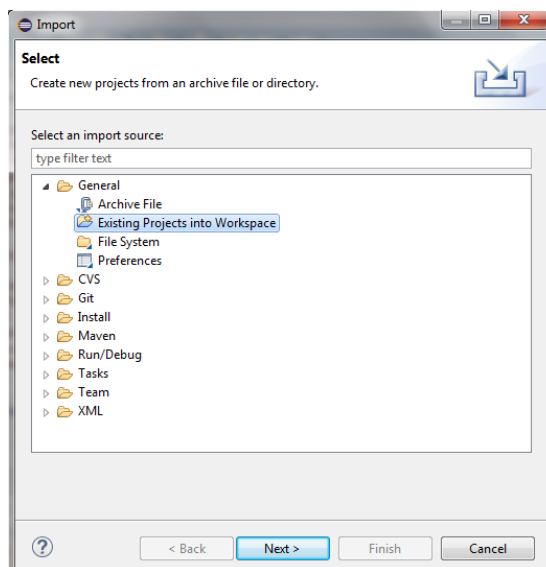 Import
Select
Create new projects from an archive file or directory.
Select an import source:
type filter text
General
Archive File
Existing Projects into Workspace
File System
Preferences
CVS
Git
Install
Maven
Run/Debug
Tasks
Team
XML
?
< Back Next > Finish Cancel